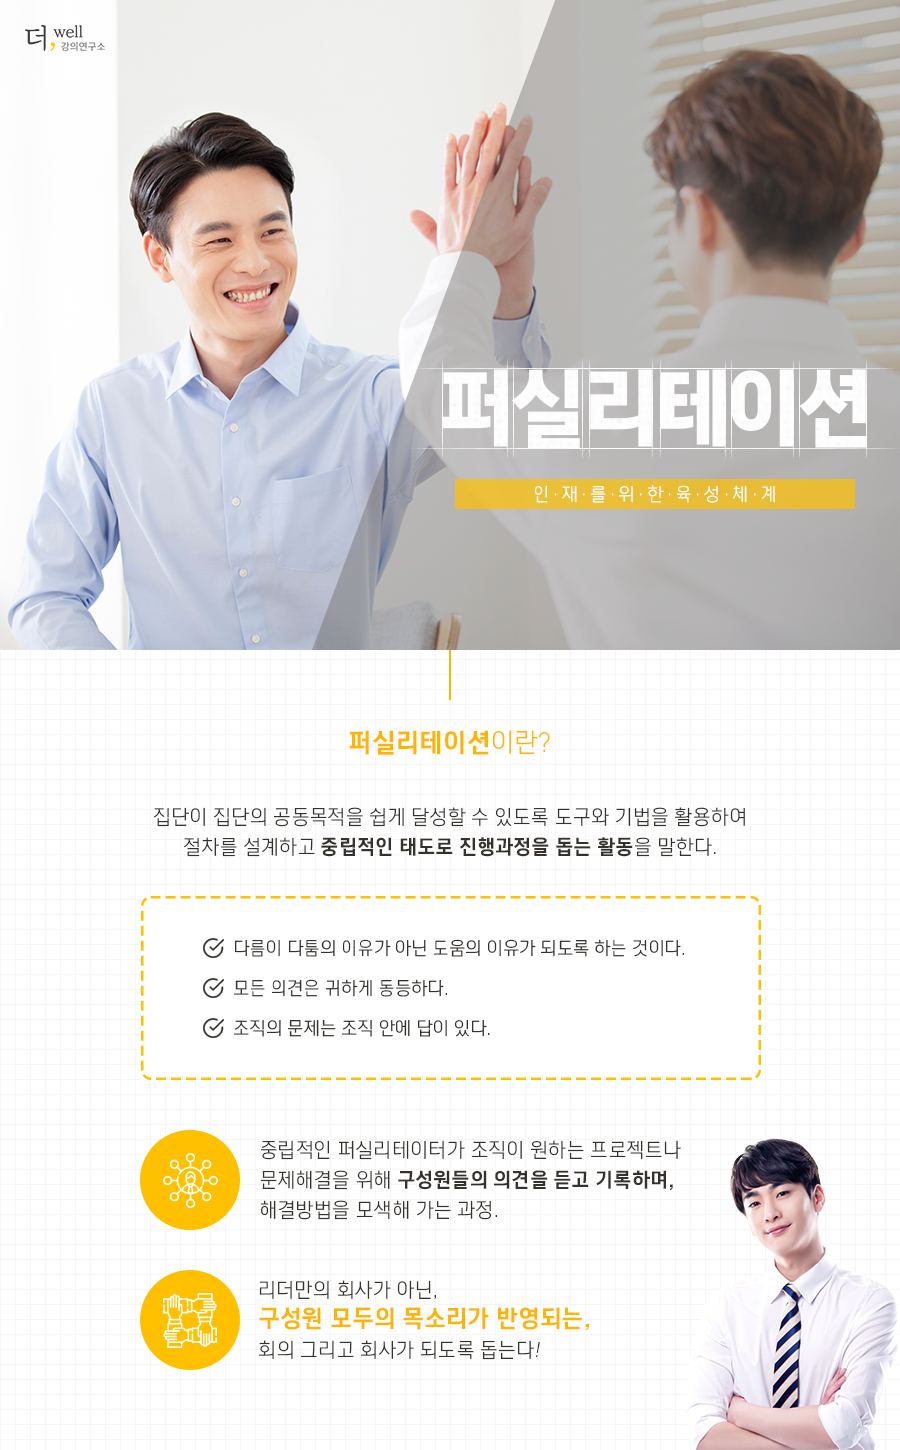 더, well
강의연구소
퍼실리테이션
인·재·를·위·한·육·성·체·계
퍼실리테이션이란?
집단이 집단의 공동목적을 쉽게 달성할 수 있도록 도구와 기법을 활용하여
절차를 설계하고 중립적인 태도로 진행과정을 돕는 활동을 말한다.
다름이 다툼의 이유가 아닌 도움의 이유가 되도록 하는 것이다.
모든 의견은 귀하게 동등하다.
조직의 문제는 조직 안에 답이 있다.
중립적인 퍼실리테이터가 조직이 원하는 프로젝트나
문제해결을 위해 구성원들의 의견을 듣고 기록하며,
해결방법을 모색해 가는 과정.
리더만의 회사가 아닌,
구성원 모두의 목소리가 반영되는,
회의 그리고 회사가 되도록 돕는다!